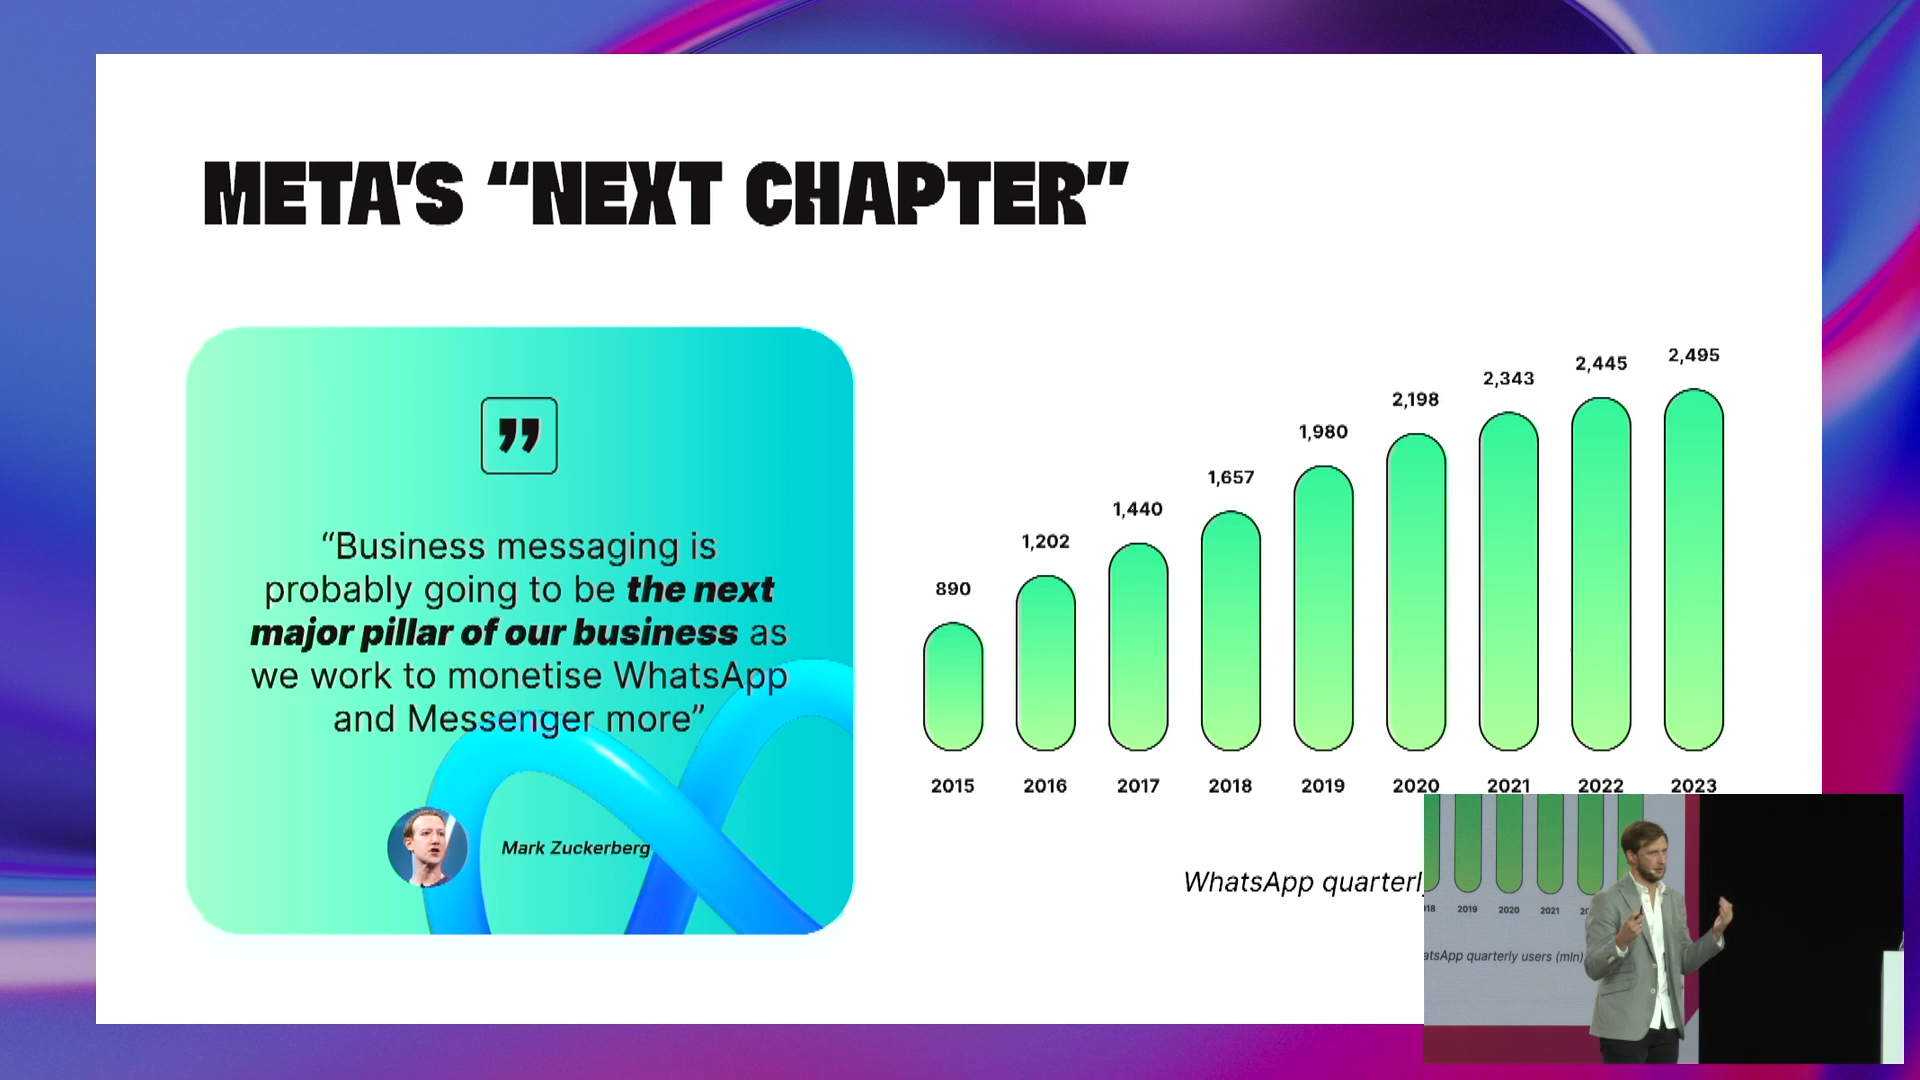 META'S “NEXT CHAPTER”
”
“Business messaging is
probably going to be the next
major pillar of our business as
we work to monetise WhatsApp
and Messenger more”
Mark Zuckerberg
890
1,202
1,440
1,657
1,980
2,198
2,343
2,445
2,495
2015
2016
2017
2018
2019
2020
2021
2022
2023
WhatsApp quarterly
18
2019
2020
2021
atsApp quarterly users (mln)